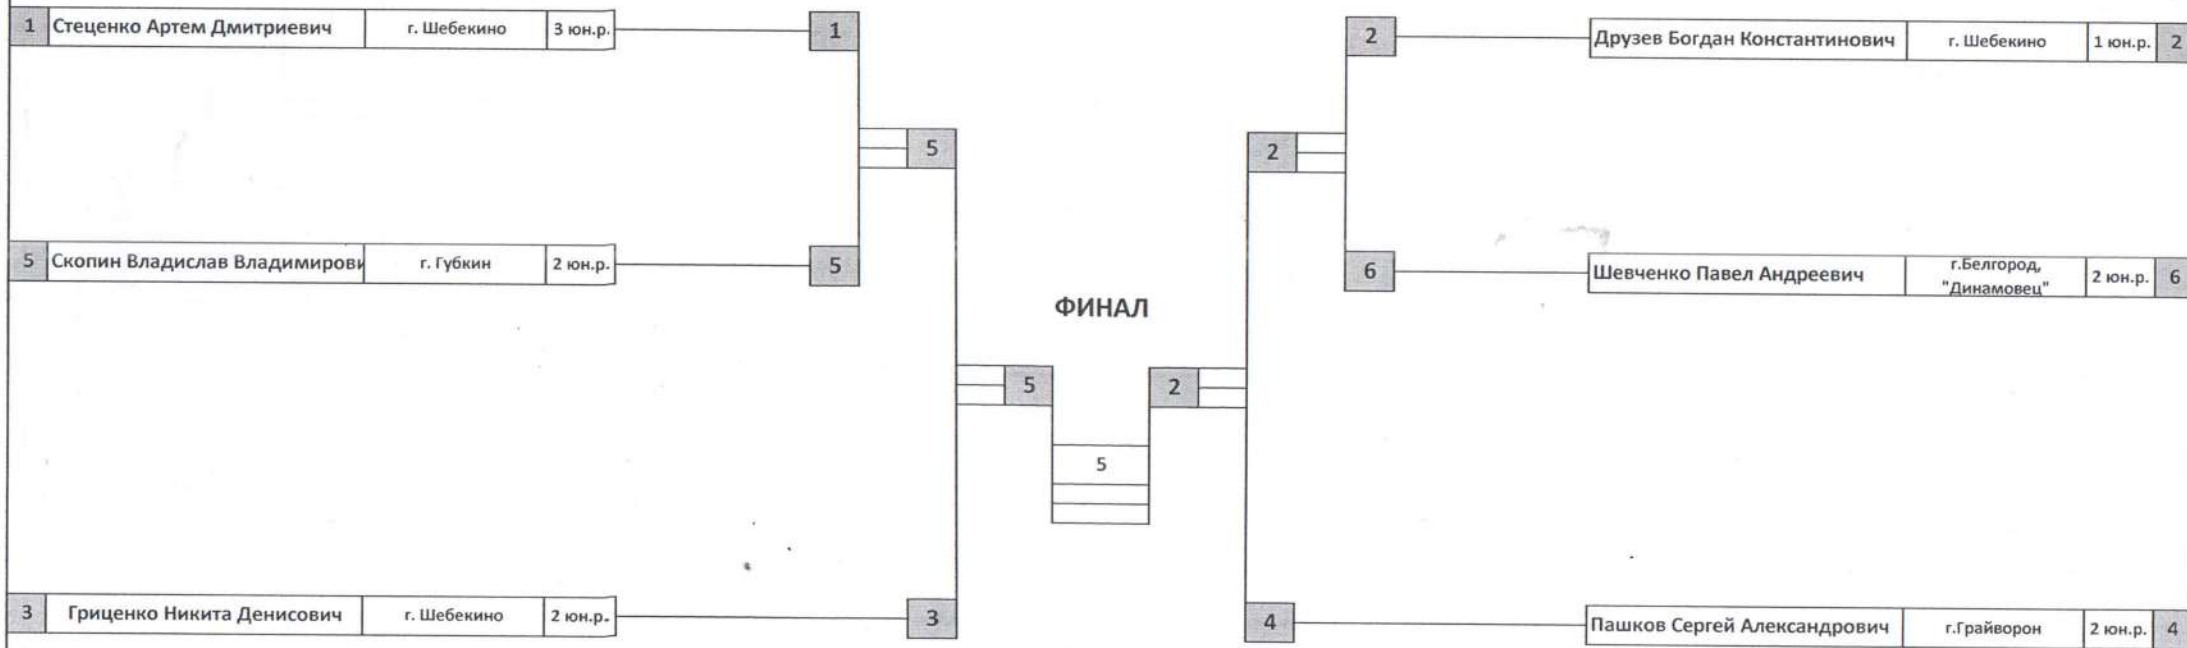 1 Стеценко Артем Дмитриевич г. Шебекино 3 юн.р. 1
2 Друзев Богдан Константинович г. Шебекино 1 юн.р. 2
5
2
5 Скопин Владислав Владимирови г. Губкин 2 юн.р. 5
6 Шевченко Павел Андреевич г.Белгород, "Динамовец" 2 юн.р. 6
ФИНАЛ
5 2
5
3 Гриценко Никита Денисович г. Шебекино 2 юн.р. 3
4 Пашков Сергей Александрович г.Грайворон 2 юн.р. 4